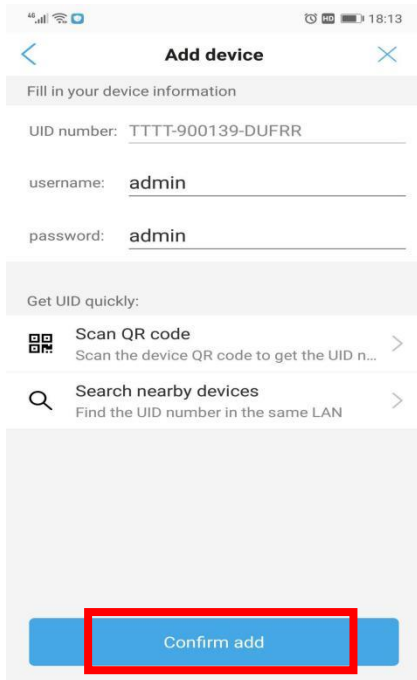 46 HD 18:13
Add device
Fill in your device information
UID number: TTTT-900139-DUFRR
username: admin
password: admin
Get UID quickly:
Scan QR code
Scan the device QR code to get the UID n...
Search nearby devices
Find the UID number in the same LAN
Confirm add